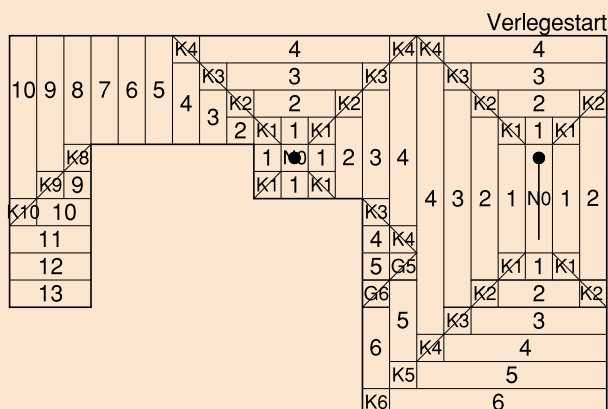 Verlegestart
K4 4 K4 K4 4
K3 3 K3 K3 3
10 9 8 7 6 5 4 3 K2 2 K2 K2 2 K2
2 K1 1 K1 K1 1 K1
K8 1 N0 1 2 3 4
K9 9 K1 1 K1 4 3 2 1 N0 1 2
K10 10 K3
11 4 K4
12 5 G5 K1 1 K1
13 G6 K2 2 K2
5 K3 3
6 K4 4
K5 5
K6 6